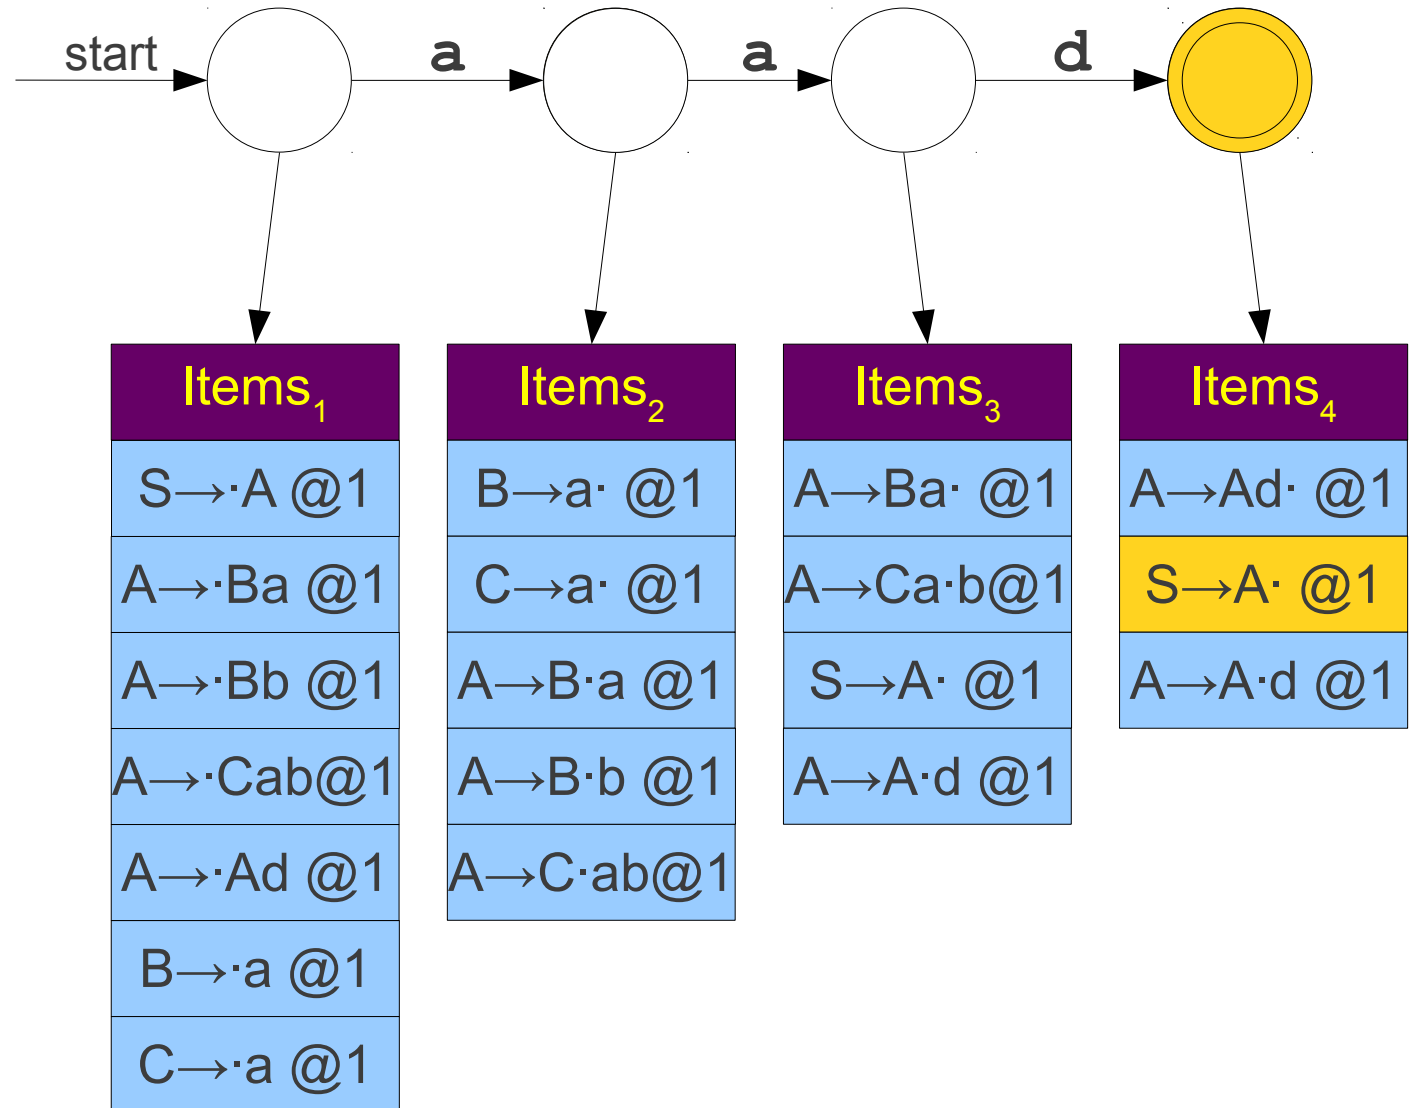 start
a
a
d
Items₁
S→·A @1
A→·Ba @1
A→·Bb @1
A→·Cab@1
A→·Ad @1
B→·a @1
C→·a @1
Items₂
B→a· @1
C→a· @1
A→B·a @1
A→B·b @1
A→C·ab@1
Items₃
A→Ba· @1
A→Ca·b@1
S→A· @1
A→A·d @1
Items₄
A→Ad· @1
S→A· @1
A→A·d @1